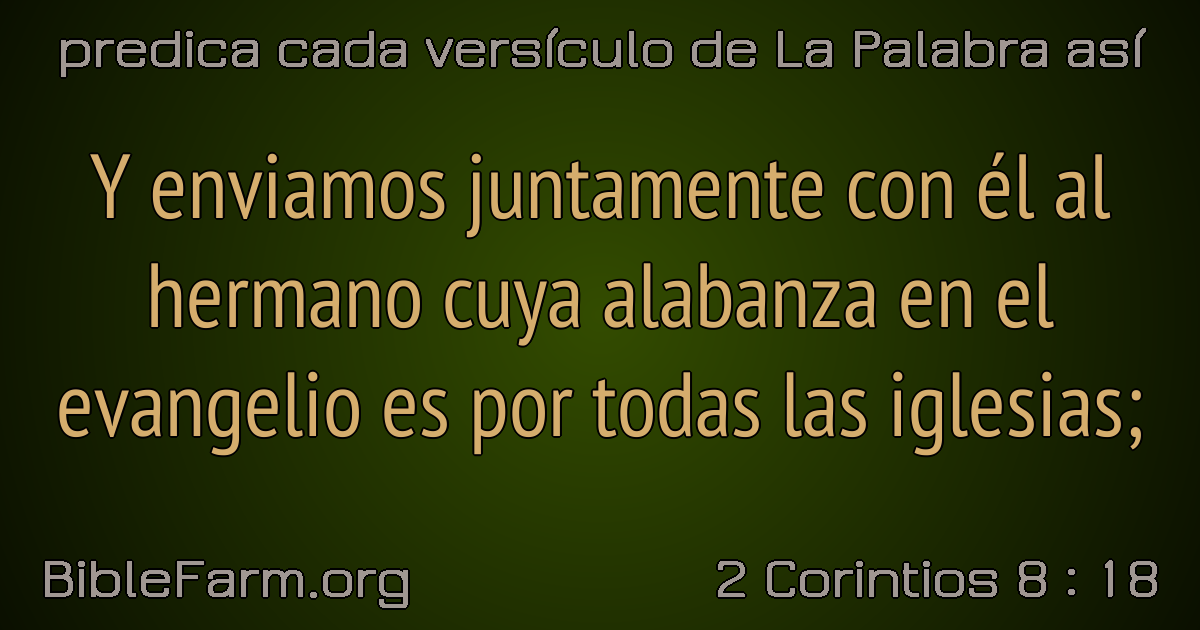 predica cada versículo de La Palabra así
Y enviamos juntamente con él al
hermano cuya alabanza en el
evangelio es por todas las iglesias;
BibleFarm.org
2 Corintios 8 : 18